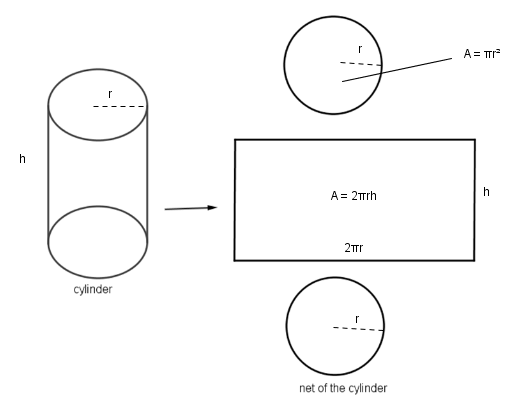 r
A = πr²
r
h
A = 2πrh
h
2πr
cylinder
r
net of the cylinder